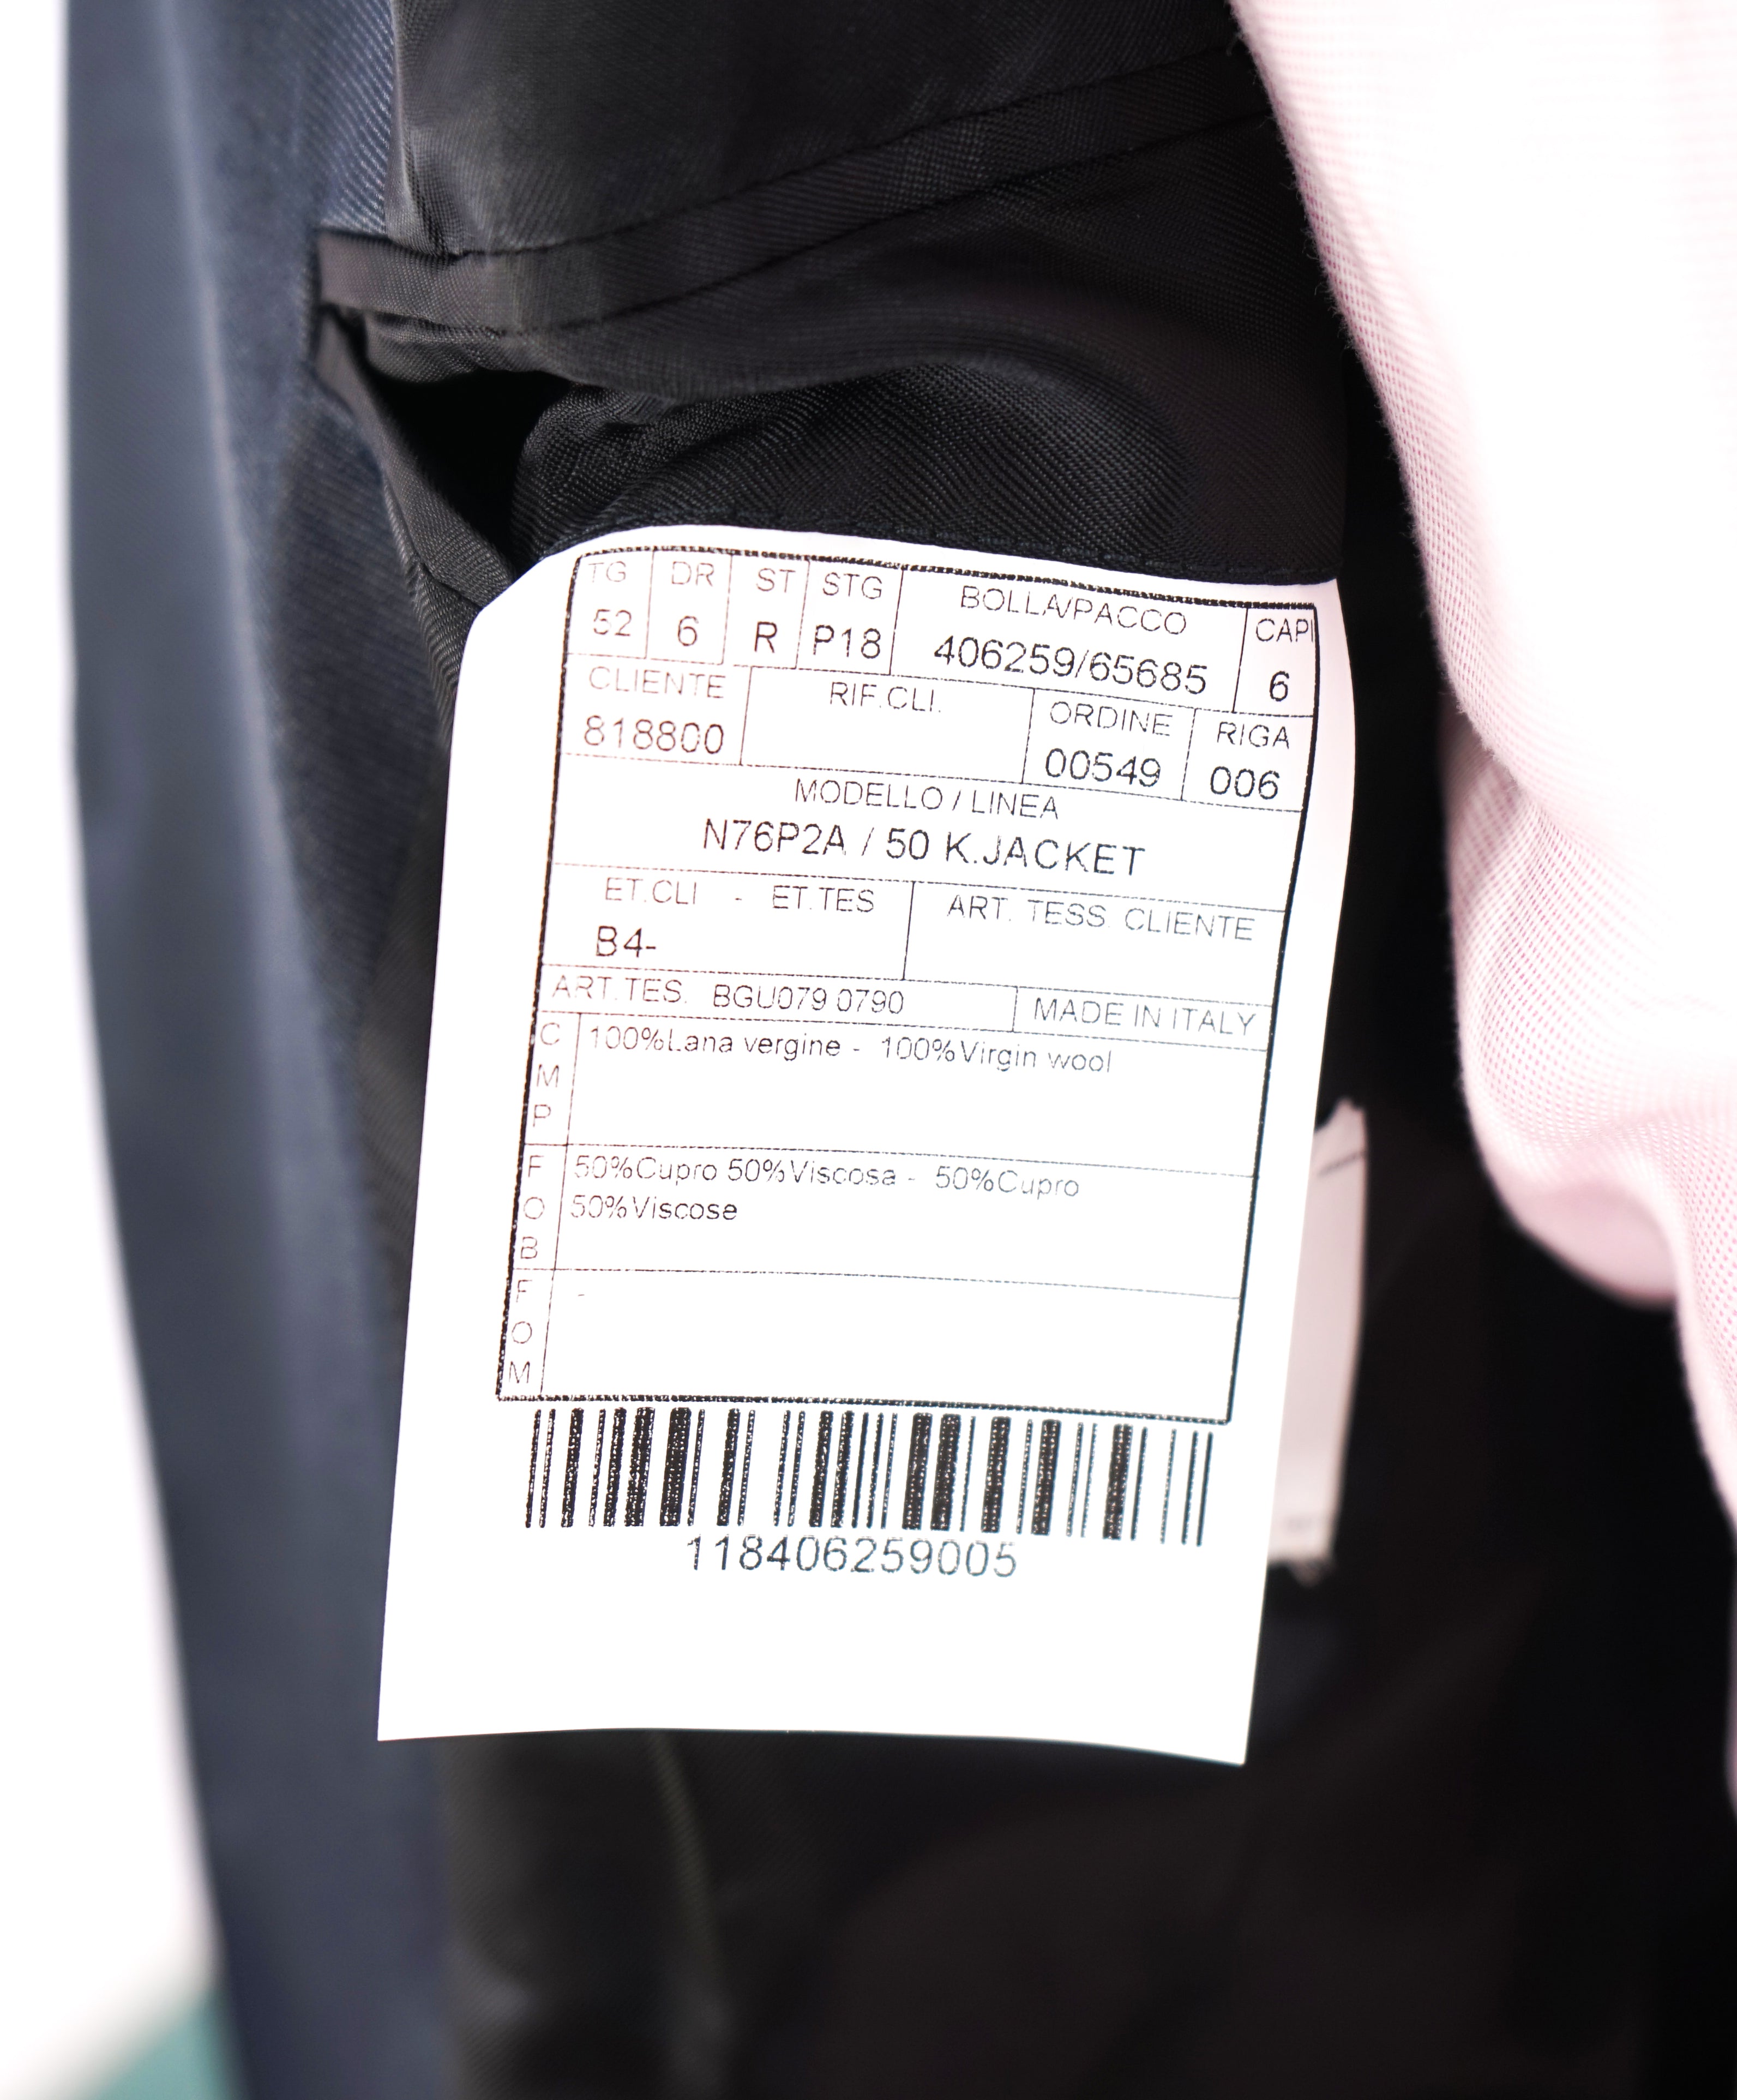 TG DR ST STG BOLLA/PACCO CAPI
52 6 R P18 406259/65685 6
CLIENTE RIF.CLI. ORDINE RIGA
818800 00549 006
MODELLO / LINEA
N76P2A / 50 K.JACKET
ET.CLI - ET.TES ART. TESS. CLIENTE
B4-
ART.TES. BGU079 0790 MADE IN ITALY
CMP 100%Lana vergine - 100%Virgin wool
FOB 50%Cupro 50%Viscosa - 50%Cupro
50%Viscose
FOM -
118406259005